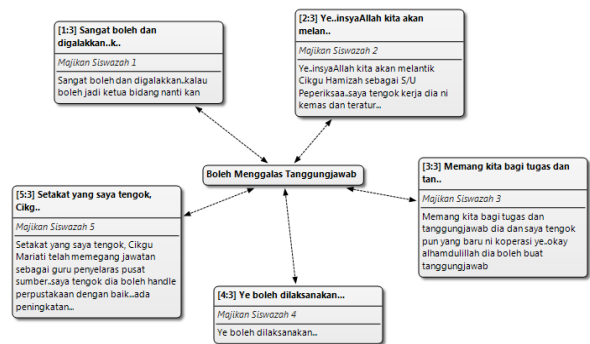 [1:3] Sangat boleh dan
digalakkan..k..
Majikan Siswazah 1
Sangat boleh dan digalakkan..kalau
boleh jadi ketua bidang nanti kan
[2:3] Ye..insyaAllah kita akan
melan..
Majikan Siswazah 2
Ye..insyaAllah kita akan melantik
Cikgu Hamizah sebagai S/U
Peperiksaa..saya tengok kerja dia ni
kemas dan teratur...
Boleh Menggalas Tanggungjawab
[3:3] Memang kita bagi tugas dan
tan..
Majikan Siswazah 3
Memang kita bagi tugas dan
tanggungjawab dia dan saya tengok
pun yang baru ni koperasi ye..okay
alhamdulillah dia boleh buat
tanggungjawab
[5:3] Setakat yang saya tengok,
Cikg..
Majikan Siswazah 5
Setakat yang saya tengok, Cikgu
Mariati telah memegang jawatan
sebagai guru penyelaras pusat
sumber..saya tengok dia boleh handle
perpustakaan dengan baik...ada
peningkatan...
[4:3] Ye boleh dilaksanakan...
Majikan Siswazah 4
Ye boleh dilaksanakan...